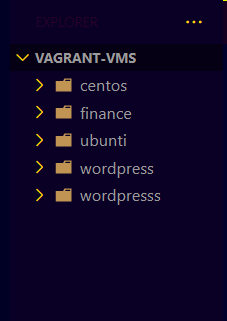 EXPLORER
VAGRANT-VMS
centos
finance
ubunti
wordpress
wordpresss